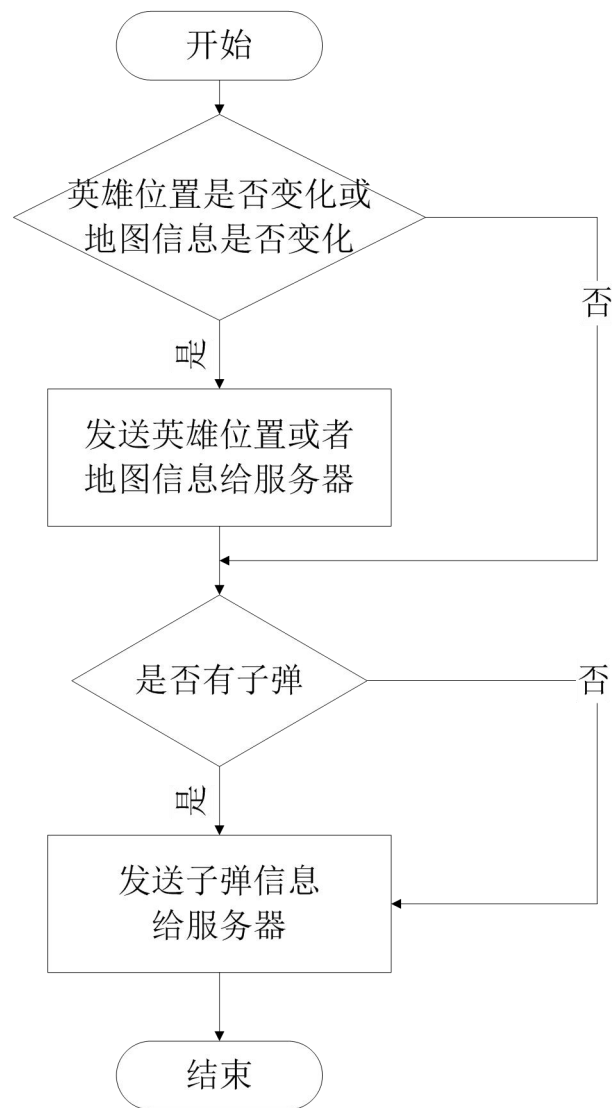 开始
英雄位置是否变化或
地图信息是否变化
否
是
发送英雄位置或者
地图信息给服务器
是否有子弹
否
是
发送子弹信息
给服务器
结束